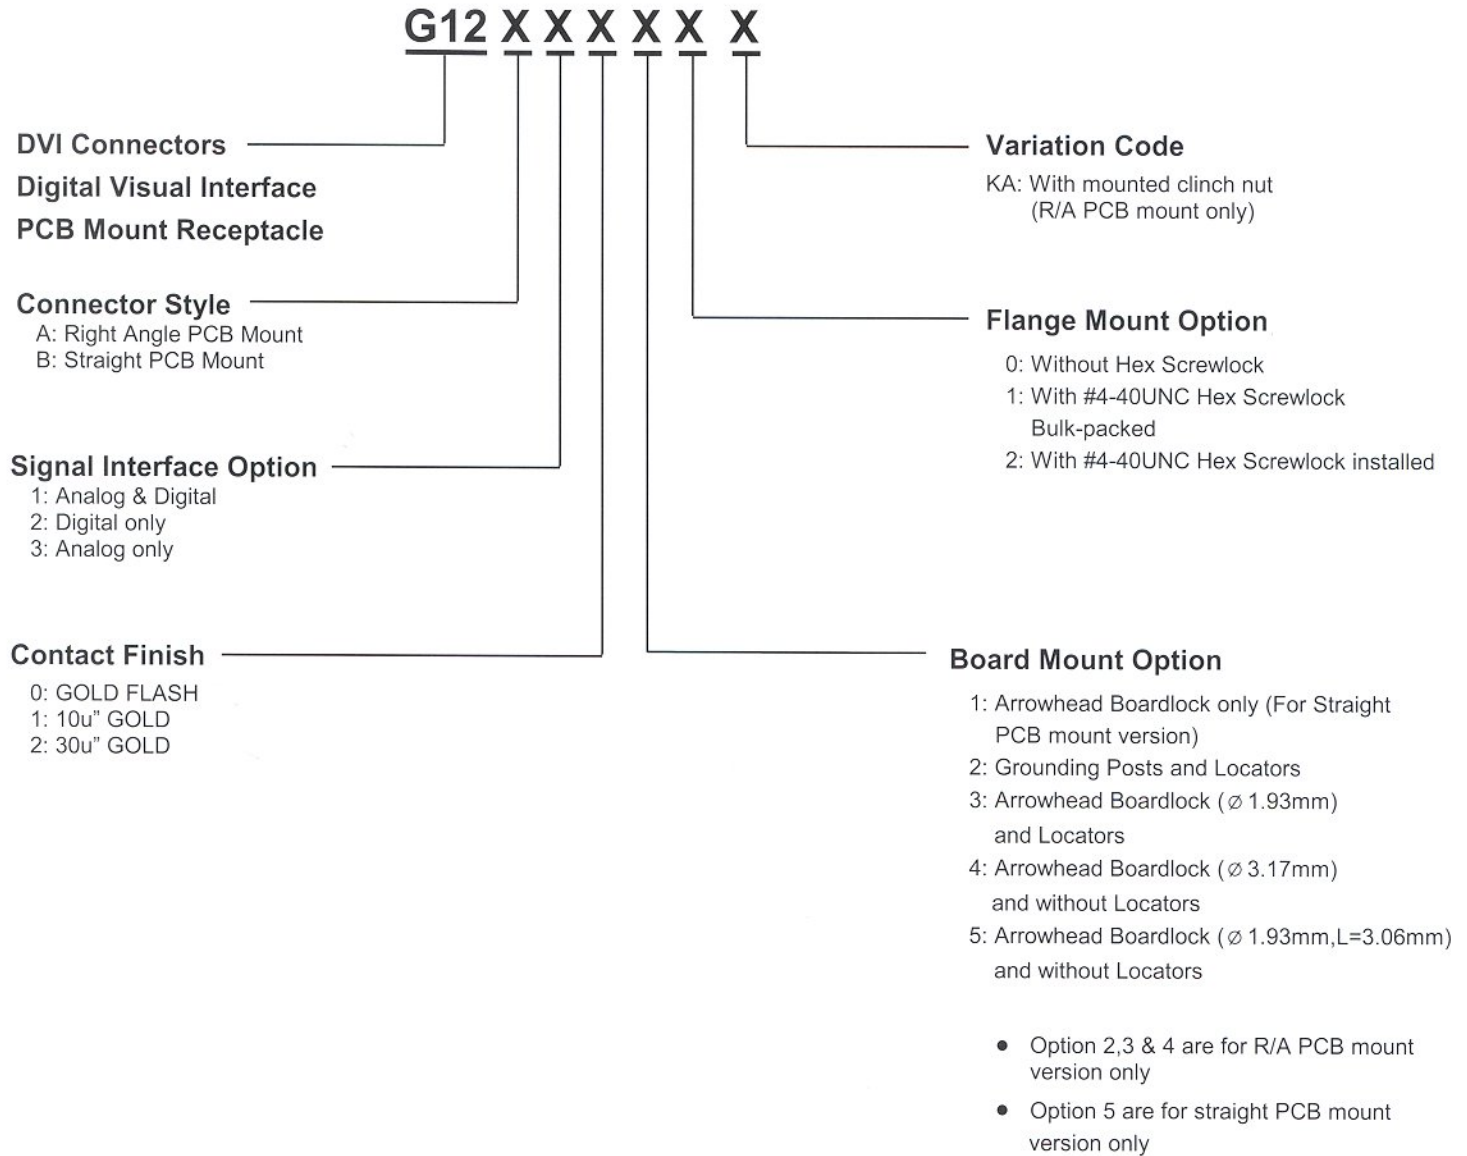 G12 X X X X X X
DVI Connectors
Digital Visual Interface
PCB Mount Receptacle
Connector Style
A: Right Angle PCB Mount
B: Straight PCB Mount
Signal Interface Option
1: Analog & Digital
2: Digital only
3: Analog only
Contact Finish
0: GOLD FLASH
1: 10u" GOLD
2: 30u" GOLD
Variation Code
KA: With mounted clinch nut
(R/A PCB mount only)
Flange Mount Option
0: Without Hex Screwlock
1: With #4-40UNC Hex Screwlock
Bulk-packed
2: With #4-40UNC Hex Screwlock installed
Board Mount Option
1: Arrowhead Boardlock only (For Straight
PCB mount version)
2: Grounding Posts and Locators
3: Arrowhead Boardlock (∅ 1.93mm)
and Locators
4: Arrowhead Boardlock (∅ 3.17mm)
and without Locators
5: Arrowhead Boardlock (∅ 1.93mm,L=3.06mm)
and without Locators
● Option 2,3 & 4 are for R/A PCB mount
version only
● Option 5 are for straight PCB mount
version only